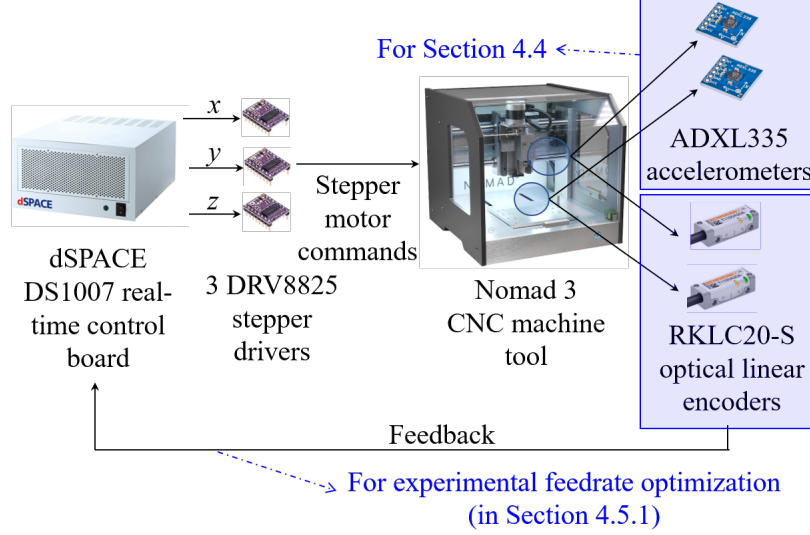 For Section 4.4
x
y
z
dSPACE
NOMAD
Stepper
motor
commands
ADXL335
accelerometers
dSPACE
DS1007 real-
time control
board
3 DRV8825
stepper
drivers
Nomad 3
CNC machine
tool
RKLC20-S
optical linear
encoders
Feedback
For experimental feedrate optimization
(in Section 4.5.1)